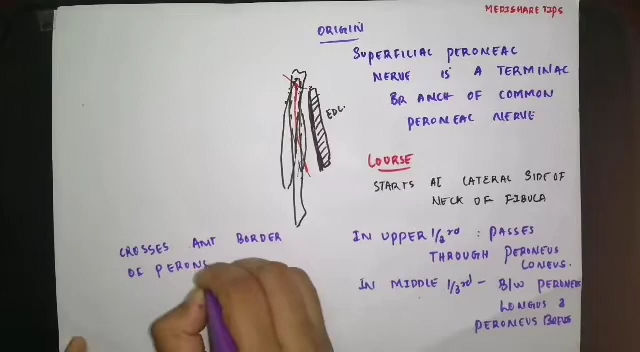 MEDISHARE TIPS
ORIGIN
SUPERFICIAL PERONEAL
NERVE IS A TERMINAL
BRANCH OF COMMON
PERONEAL NERVE
EDL.
COURSE
STARTS AT LATERAL SIDE OF
NECK OF FIBULA
IN UPPER 1/3rd : PASSES
THROUGH PERONEUS
LONGUS.
IN MIDDLE 1/3rd - B/W PERONEUS
LONGUS &
PERONEUS BREVIS
CROSSES ANT BORDER
OF PERON